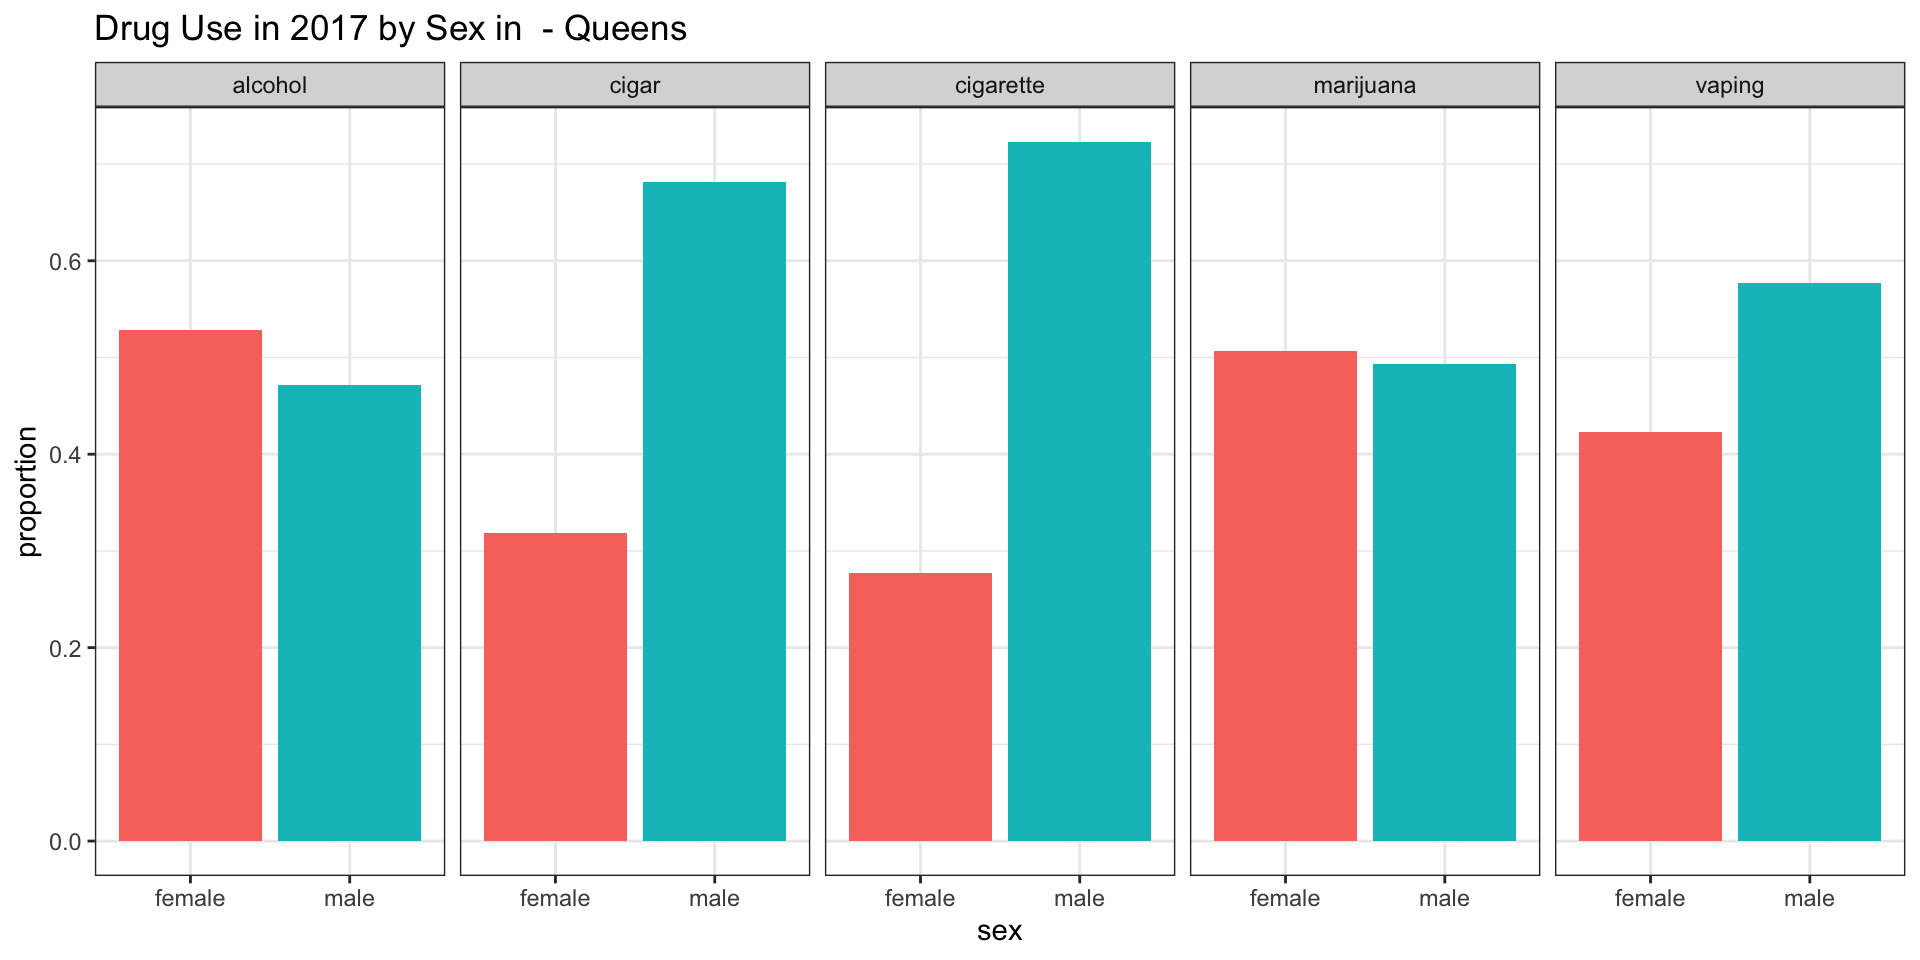 Drug Use in 2017 by Sex in  - Queens
alcohol cigar cigarette marijuana vaping
proportion
0.6
0.4
0.2
0.0
female male female male female male female male female male
sex